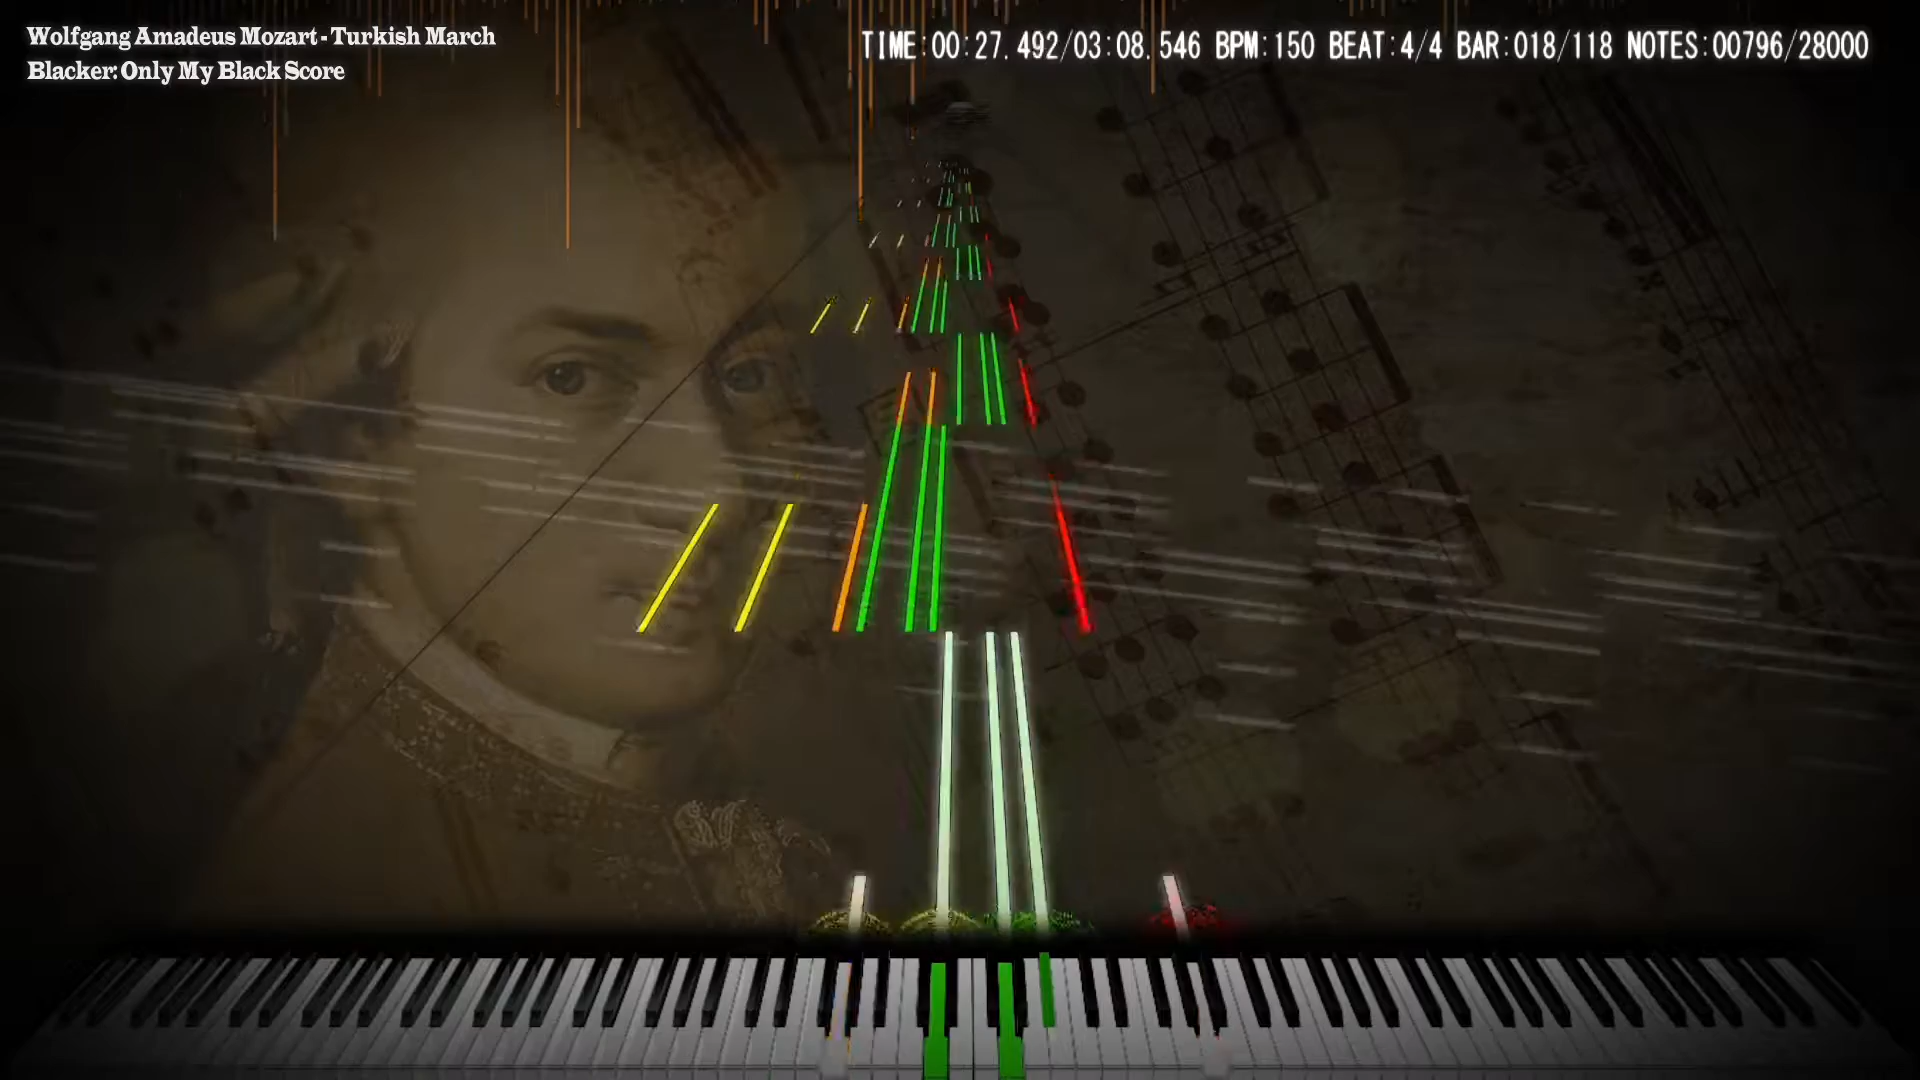 Wolfgang Amadeus Mozart - Turkish March
Blacker: Only My Black Score
TIME:00:27.492/03:08.546 BPM:150 BEAT:4/4 BAR:018/118 NOTES:00796/28000